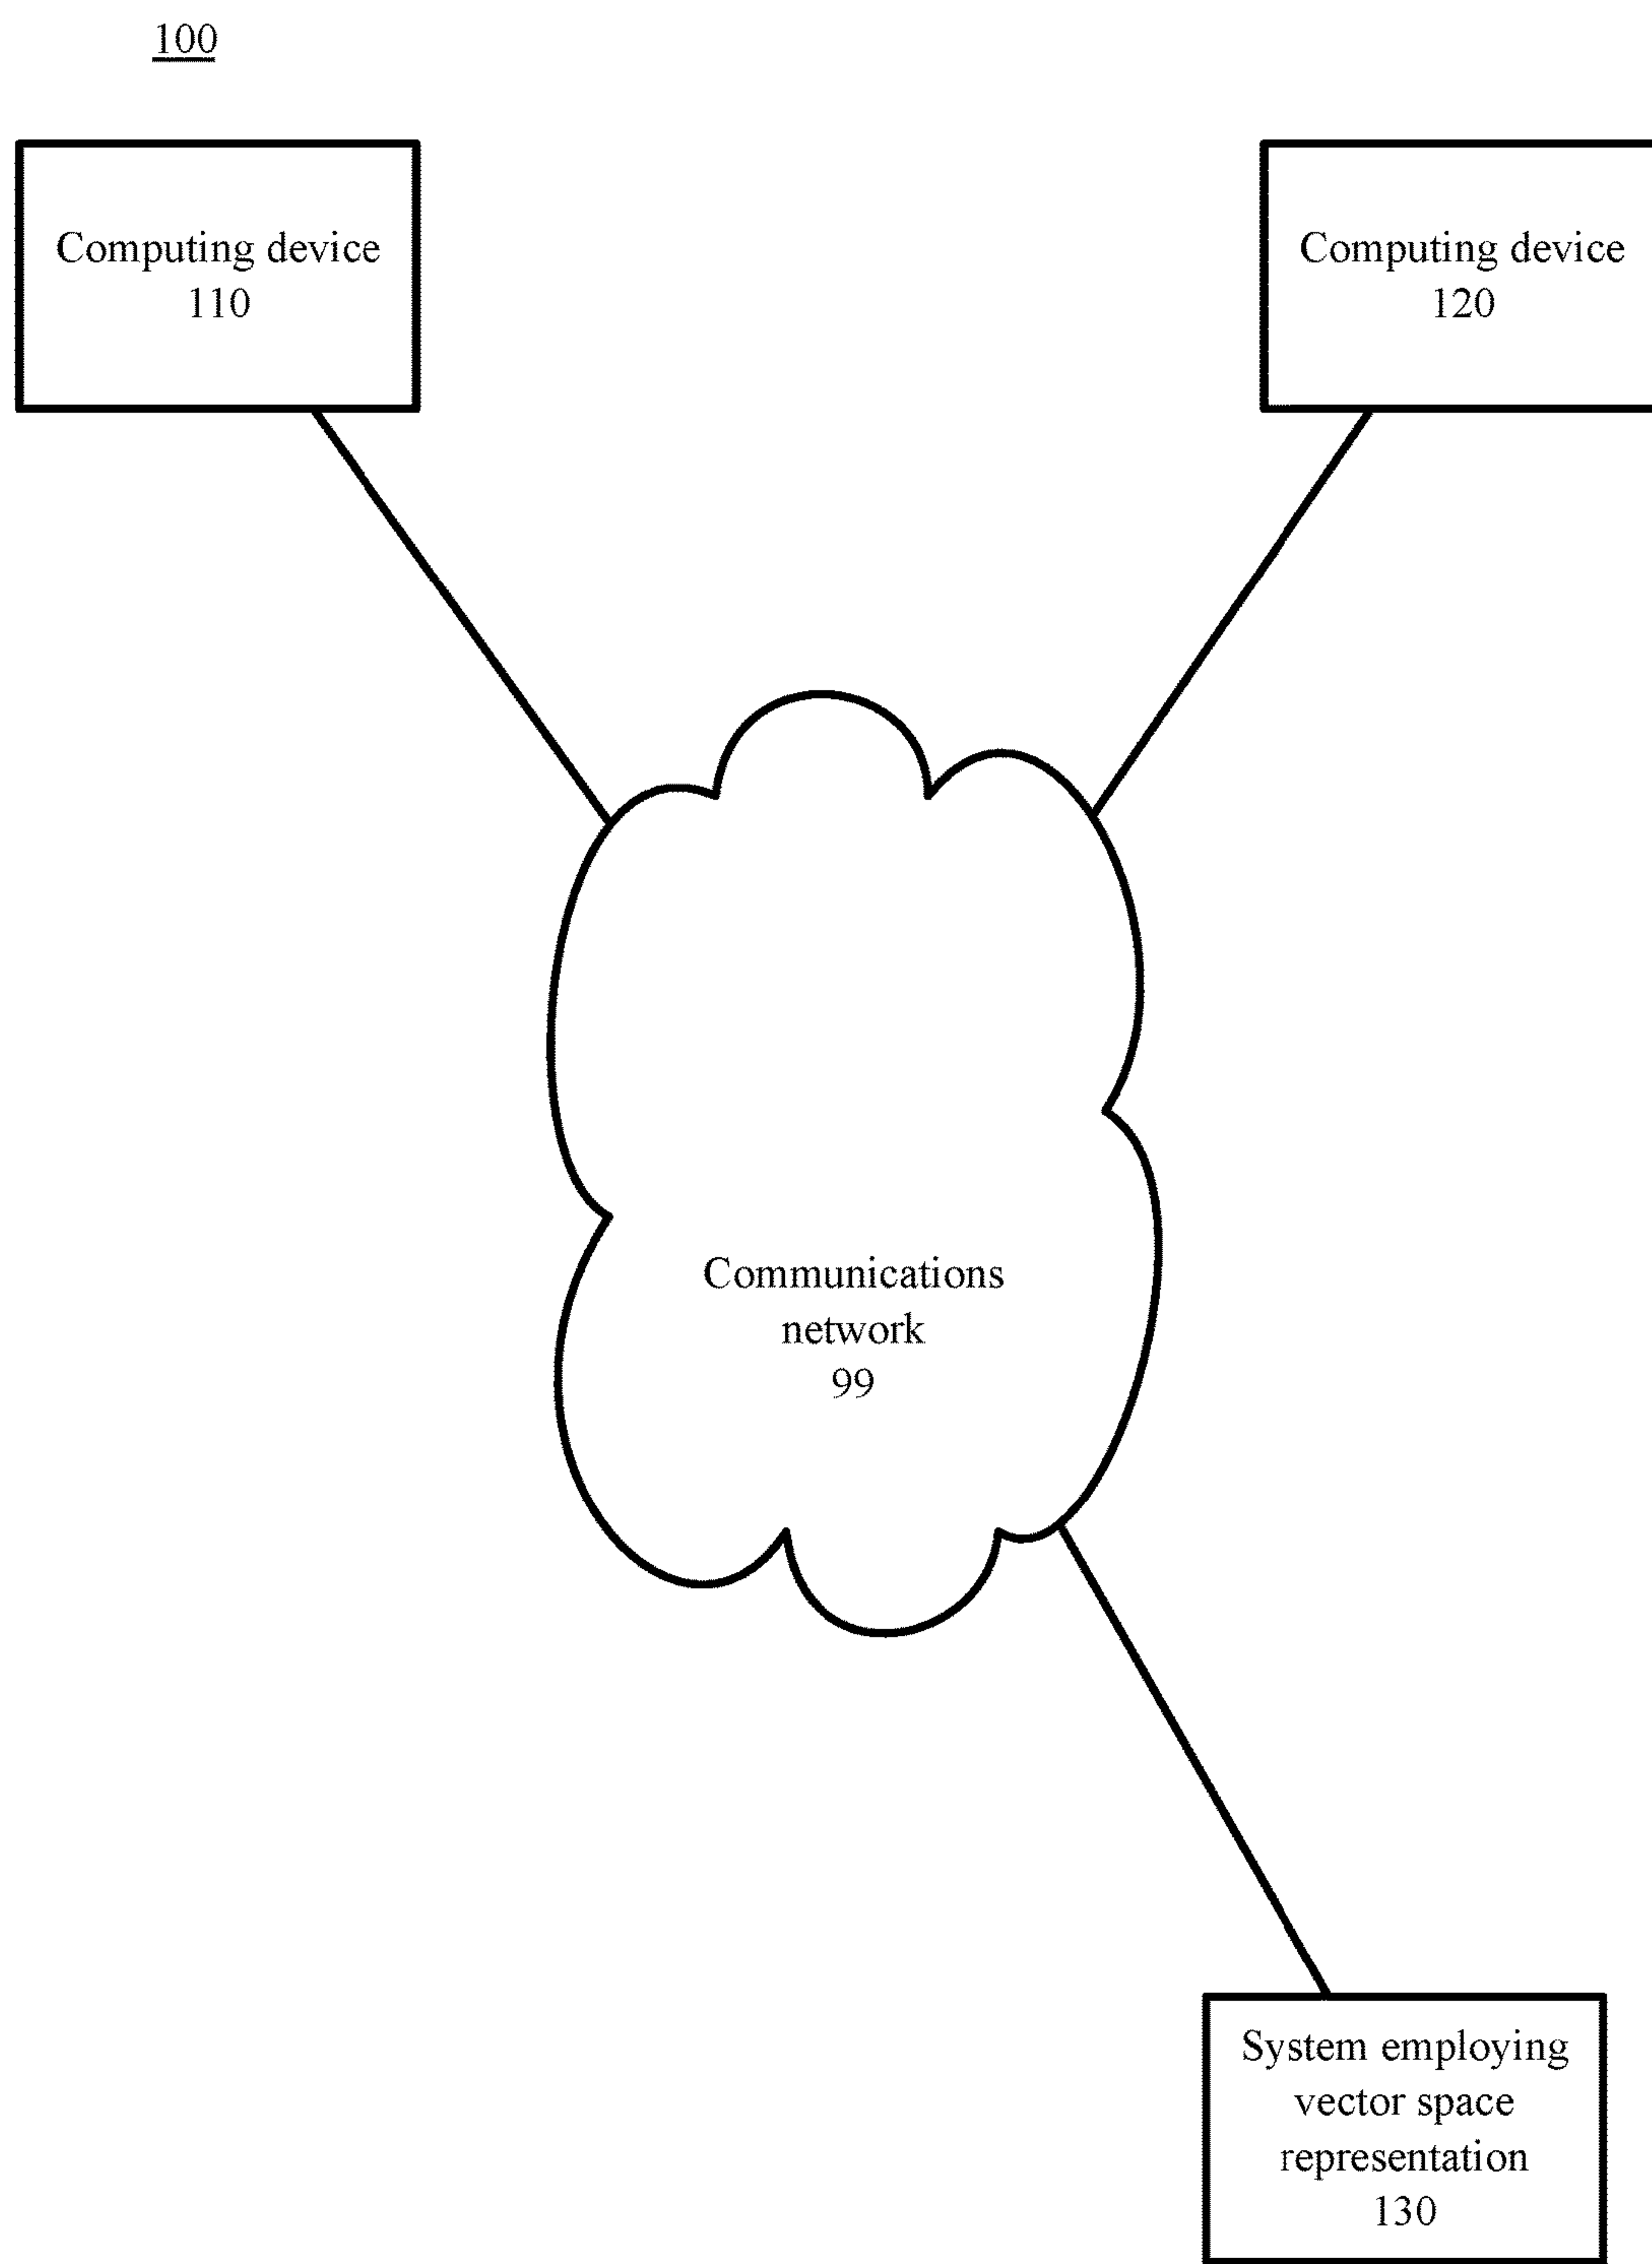 100
Computing device
110
Computing device
120
Communications
network
99
System employing
vector space
representation
130